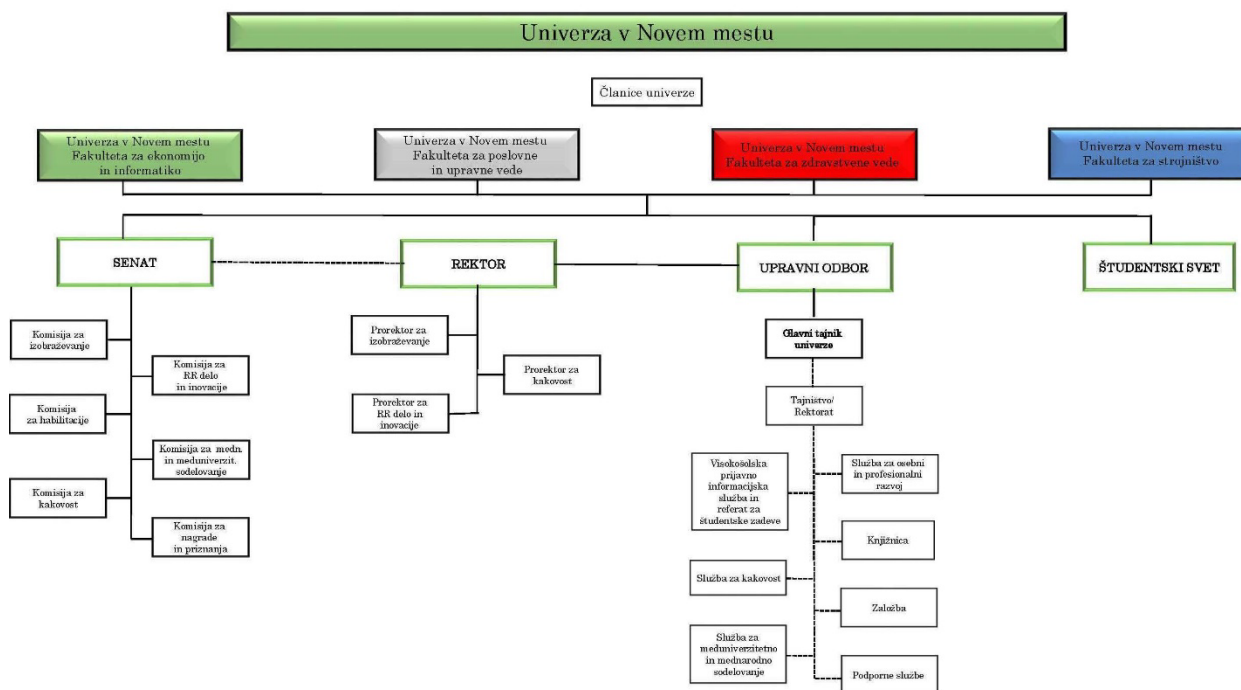 Univerza v Novem mestu
Članice univerze
Univerza v Novem mestu
Fakulteta za ekonomijo
in informatiko
Univerza v Novem mestu
Fakulteta za poslovne
in upravne vede
Univerza v Novem mestu
Fakulteta za zdravstvene vede
Univerza v Novem mestu
Fakulteta za strojništvo
SENAT
REKTOR
UPRAVNI ODBOR
ŠTUDENTSKI SVET
Komisija za
izobraževanje
Komisija za
RR delo
in inovacije
Komisija
za habilitacije
Komisija za medn.
in meduniverzit.
sodelovanje
Komisija za
kakovost
Komisija za
nagrade
in priznanja
Prorektor za
izobraževanje
Prorektor za
kakovost
Prorektor za
RR delo in
inovacije
Glavni tajnik
univerze
Tajništvo/
Rektorat
Visokošolska
prijavno
informacijska
služba in
referat za
študentske zadeve
Služba za osebni
in profesionalni
razvoj
Knjižnica
Služba za kakovost
Založba
Služba za
meduniverzitetno
in mednarodno
sodelovanje
Podporne službe